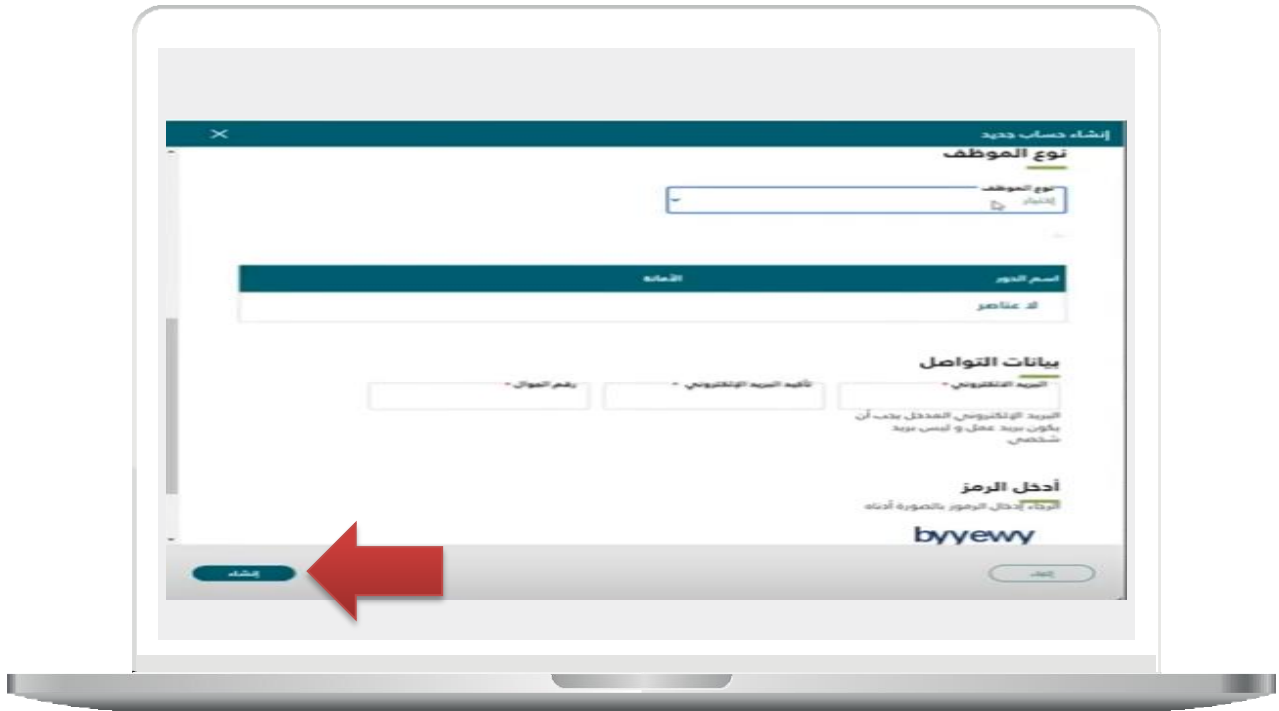 إنشاء حساب جديد
نوع الموظف
نوع الموظف
إختيار
اسم الدور
الأمانة
لا عناصر
بيانات التواصل
البريد الالكتروني *
تأكيد البريد الإلكتروني *
رقم الجوال *
البريد الإلكتروني المدخل يجب أن
يكون بريد عمل و ليس بريد
شخصي.
أدخل الرمز
الرجاء إدخال الرموز بالصورة أدناه
byyewy
إلغاء
إنشاء